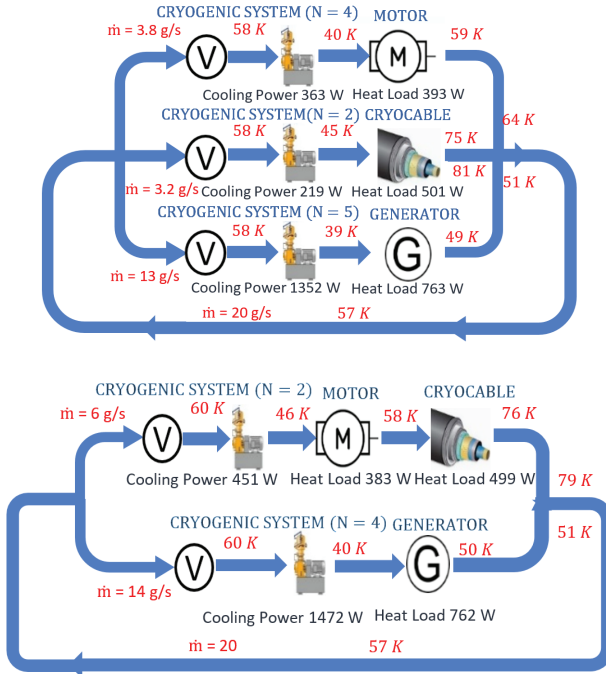 CRYOGENIC SYSTEM (N = 4) MOTOR
ṁ = 3.8 g/s
58 K
40 K
M
59 K
V
Cooling Power 363 W Heat Load 393 W
CRYOGENIC SYSTEM(N = 2) CRYOCABLE
64 K
58 K
45 K
75 K
V
81 K
51 K
ṁ = 3.2 g/s
Cooling Power 219 W Heat Load 501 W
CRYOGENIC SYSTEM (N = 5) GENERATOR
58 K
39 K
49 K
V
G
ṁ = 13 g/s
Cooling Power 1352 W Heat Load 763 W
ṁ = 20 g/s
57 K
CRYOGENIC SYSTEM (N = 2) MOTOR CRYOCABLE
ṁ = 6 g/s
60 K
46 K
58 K
76 K
V
M
Cooling Power 451 W Heat Load 383 W Heat Load 499 W
79 K
CRYOGENIC SYSTEM (N = 4) GENERATOR
51 K
60 K
40 K
50 K
V
G
ṁ = 14 g/s
Cooling Power 1472 W Heat Load 762 W
ṁ = 20
57 K